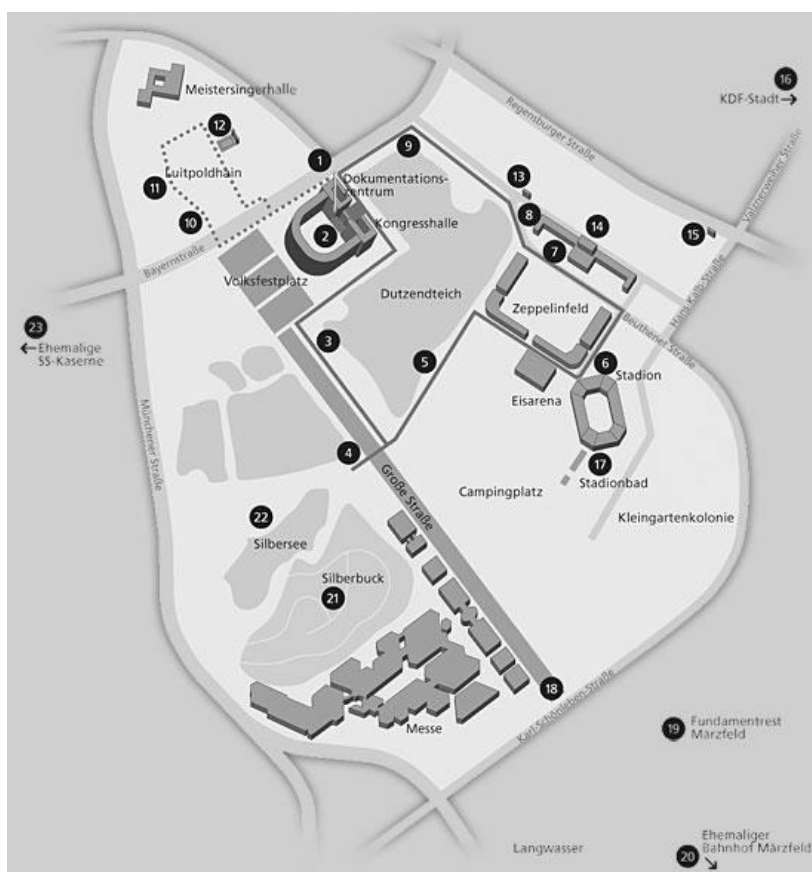 Meistersingerhalle
16
KDF-Stadt→
Regensburger Straße
12
Luitpoldhain
1
9
Dokumentations-
zentrum
11
13
8
14
15
10
2
Kongresshalle
7
Bayernstraße
Volksfestplatz
Dutzendteich
Zeppelinfeld
Hans-Kalb-Straße
Beuthener Straße
23
←Ehemalige
SS-Kaserne
3
5
6
Stadion
Eisarena
Münchener Straße
4
Große Straße
17
Stadionbad
Campingplatz
Kleingartenkolonie
22
Silbersee
Silberbuck
21
18
Karl-Schönleben-Straße
Messe
19
Fundamentrest
Märzfeld
Langwasser
20
Ehemaliger
Bahnhof Märzfeld
↘